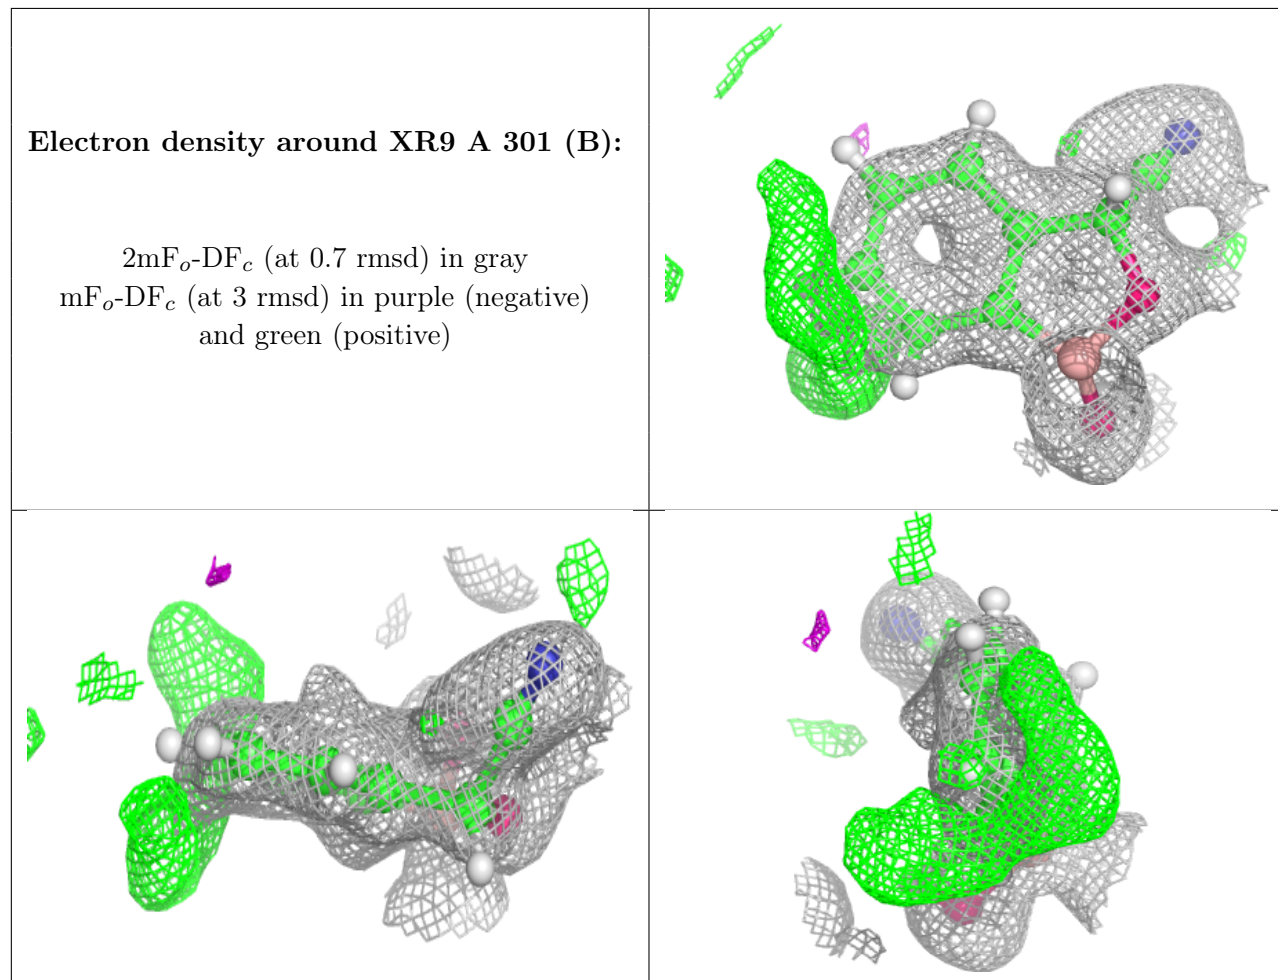 Electron density around XR9 A 301 (B):
2mFo-DFc (at 0.7 rmsd) in gray
mFo-DFc (at 3 rmsd) in purple (negative)
and green (positive)